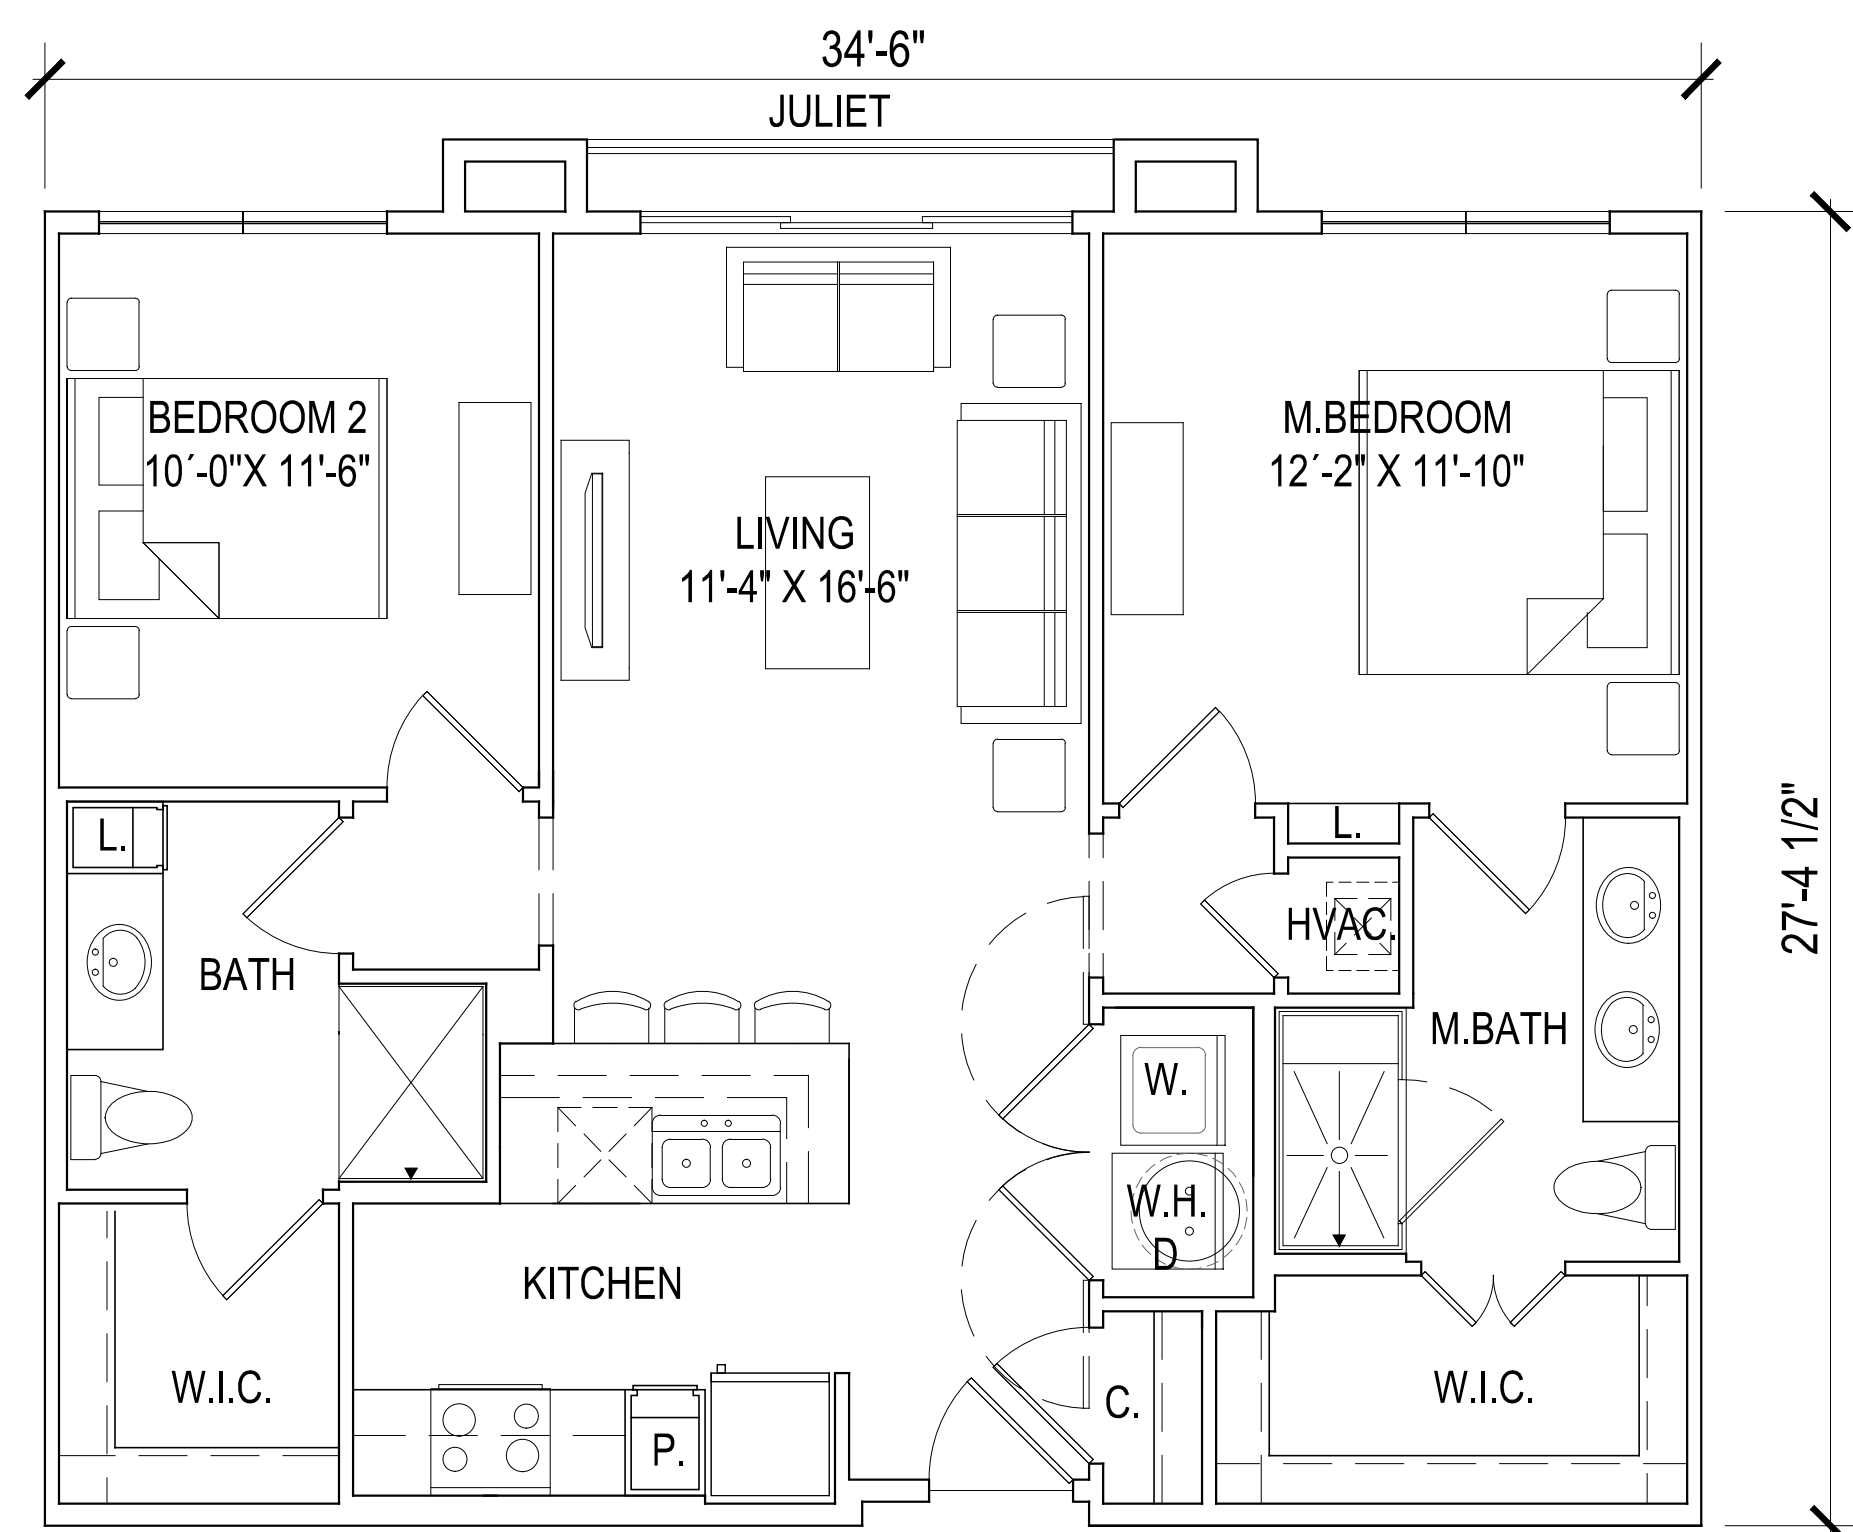 34'-6"
JULIET
BEDROOM 2
10´-0"X 11'-6"
M.BEDROOM
12´-2" X 11'-10"
LIVING
11'-4" X 16'-6"
27'-4 1/2"
L.
L.
HVAC.
BATH
M.BATH
W.
W.H.
D
KITCHEN
W.I.C.
W.I.C.
C.
P.